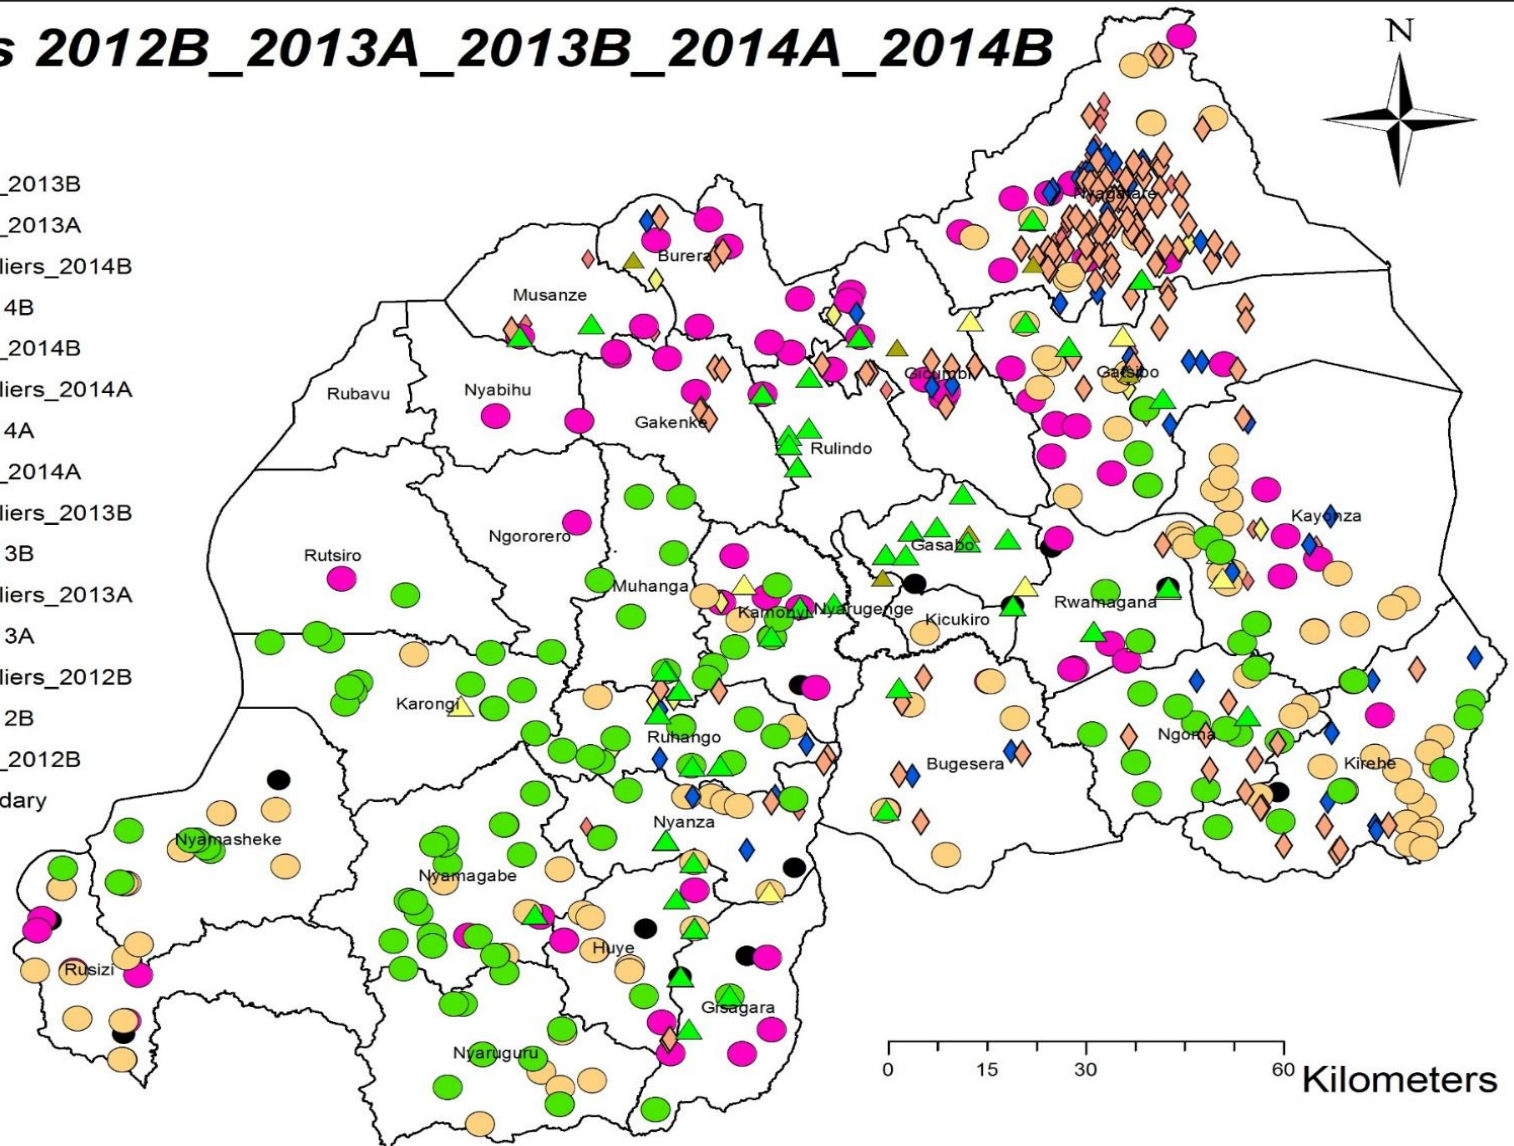 s 2012B_2013A_2013B_2014A_2014B
N
_2013B
_2013A
liers_2014B
4B
_2014B
liers_2014A
4A
_2014A
liers_2013B
3B
liers_2013A
3A
liers_2012B
2B
_2012B
dary
Nyagatare
Burera
Musanze
Rubavu
Nyabihu
Gakenke
Gicumbi
Gatsibo
Rulindo
Ngororero
Kayonza
Gasabo
Rutsiro
Muhanga
Kamonyi
Nyarugenge
Kicukiro
Rwamagana
Karongi
Ruhango
Ngoma
Bugesera
Kirehe
Nyamasheke
Nyanza
Nyamagabe
Huye
Rusizi
Gisagara
Nyaruguru
0 15 30 60
Kilometers